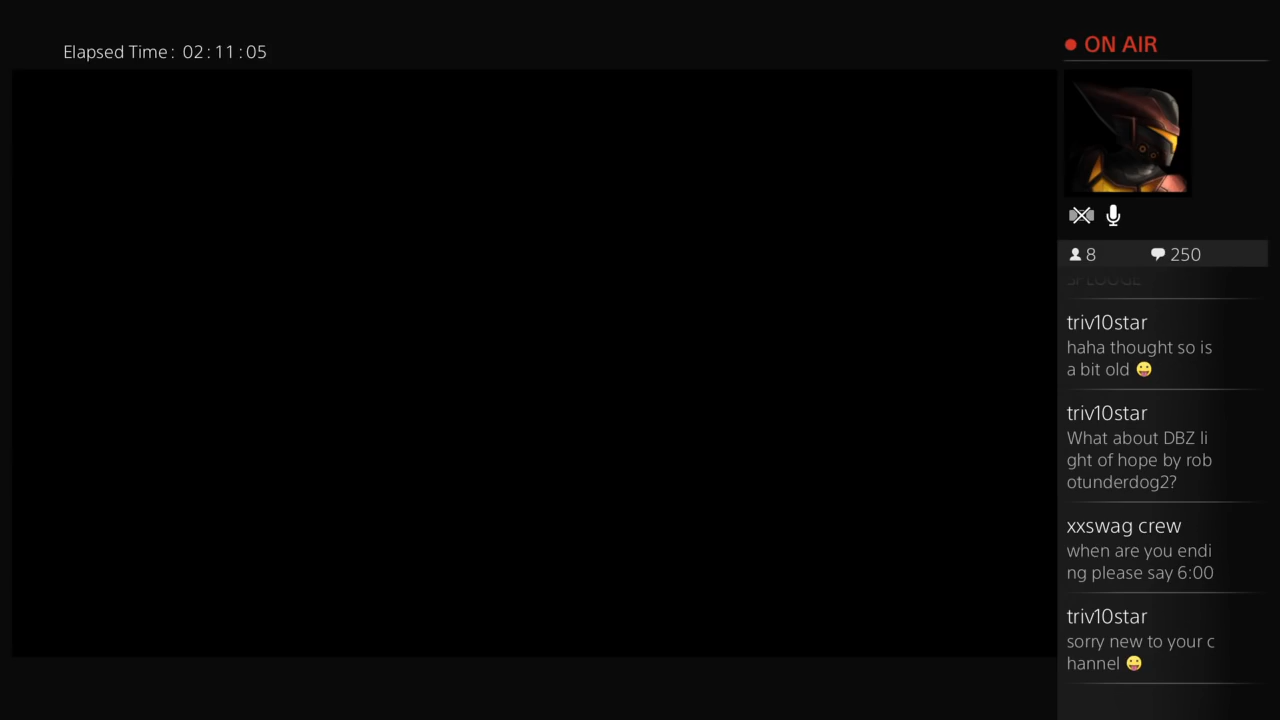 Elapsed Time: 02:11:05
ON AIR
8 250
triv10star
haha thought so is
a bit old 😛
triv10star
What about DBZ li
ght of hope by rob
otunderdog2?
xxswag crew
when are you endi
ng please say 6:00
triv10star
sorry new to your c
hannel 😛